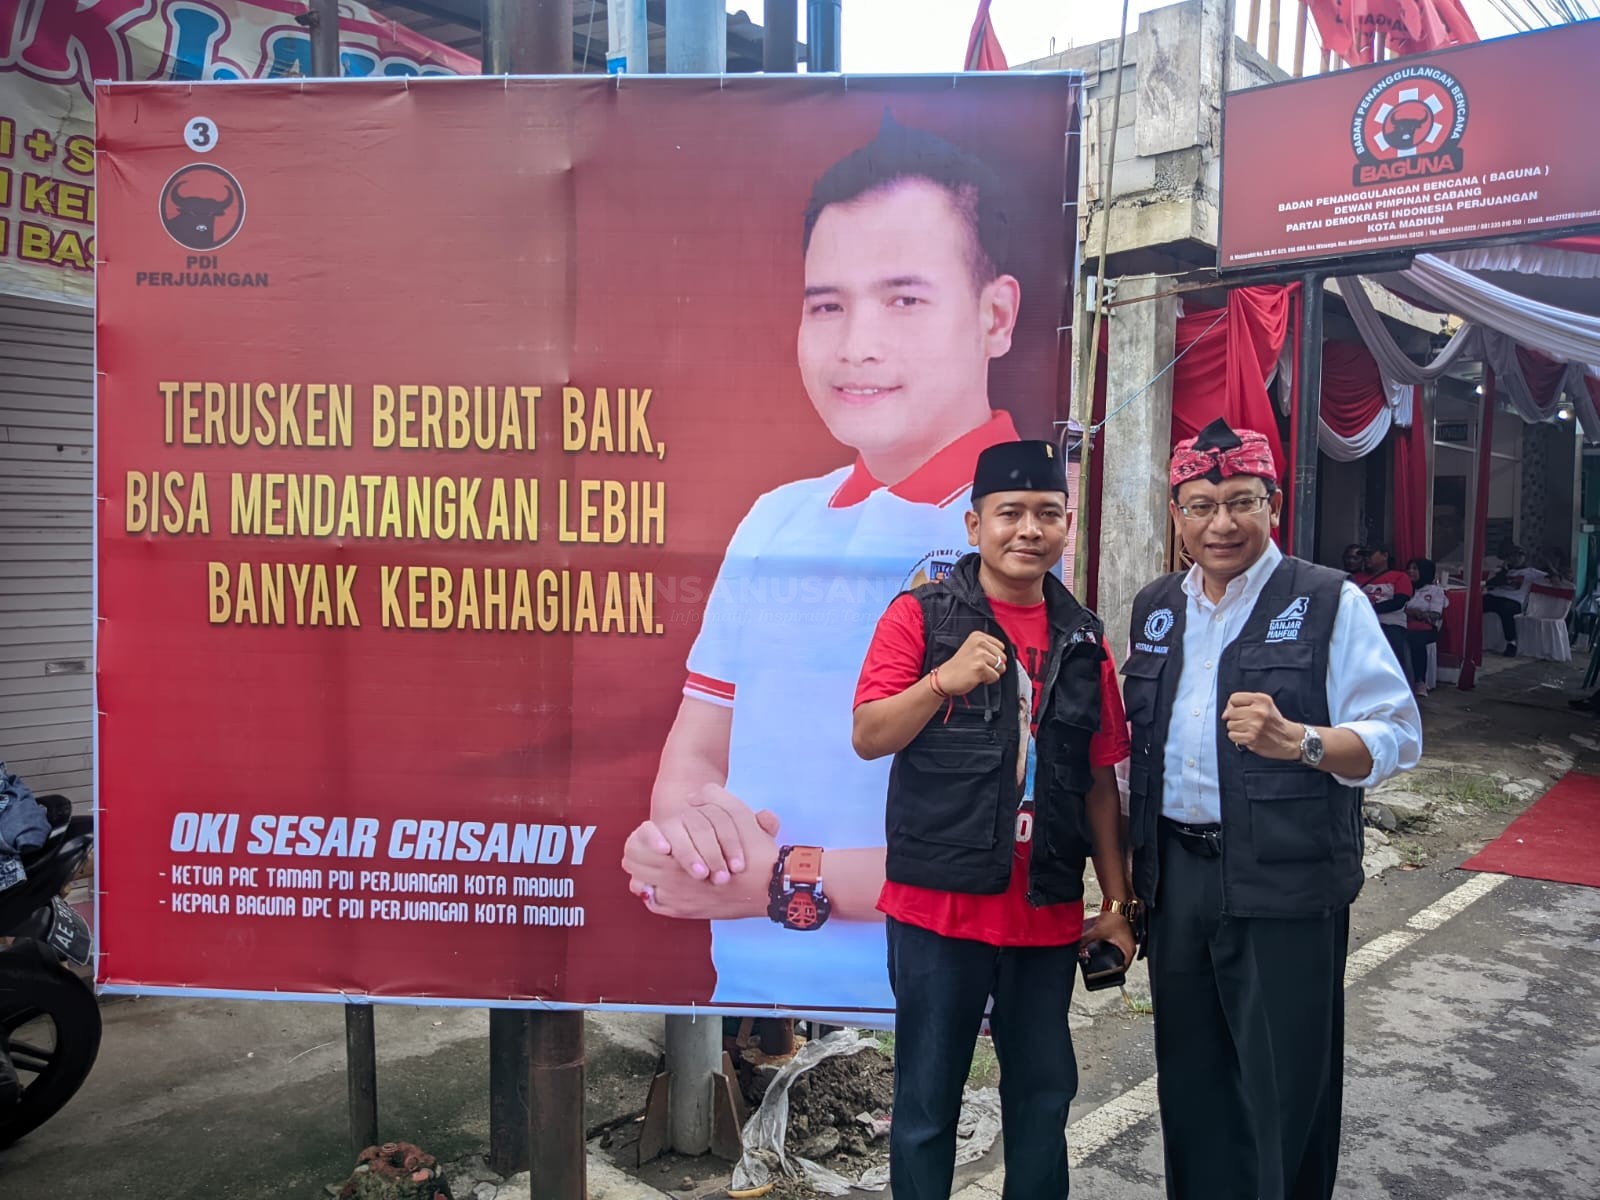 3
PDI
PERJUANGAN
TERUSKEN BERBUAT BAIK,
BISA MENDATANGKAN LEBIH
BANYAK KEBAHAGIAAN.
OKI SESAR CRISANDY
- KETUA PAC TAMAN PDI PERJUANGAN KOTA MADIUN
- KEPALA BAGUNA DPC PDI PERJUANGAN KOTA MADIUN
BADAN PENANGGULANGAN BENCANA
BAGUNA
BADAN PENANGGULANGAN BENCANA ( BAGUNA )
DEWAN PIMPINAN CABANG
PARTAI DEMOKRASI INDONESIA PERJUANGAN
KOTA MADIUN
GANJAR
MAHFUD